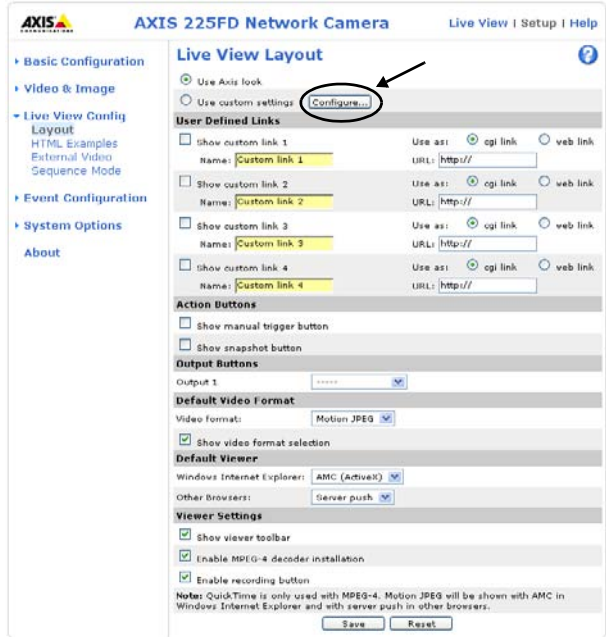 AXIS
COMMUNICATIONS
AXIS 225FD Network Camera
Live View | Setup | Help
Basic Configuration
Video & Image
Live View Config
Layout
HTML Examples
External Video
Sequence Mode
Event Configuration
System Options
About
Live View Layout
?
Use Axis look
Use custom settings Configure...
User Defined Links
Show custom link 1 Use as: cgi link web link
Name: Custom link 1 URL: http://
Show custom link 2 Use as: cgi link web link
Name: Custom link 2 URL: http://
Show custom link 3 Use as: cgi link web link
Name: Custom link 3 URL: http://
Show custom link 4 Use as: cgi link web link
Name: Custom link 4 URL: http://
Action Buttons
Show manual trigger button
Show snapshot button
Output Buttons
Output 1 -----
Default Video Format
Video format: Motion JPEG
Show video format selection
Default Viewer
Windows Internet Explorer: AMC (ActiveX)
Other Browsers: Server push
Viewer Settings
Show viewer toolbar
Enable MPEG-4 decoder installation
Enable recording button
Note: QuickTime is only used with MPEG-4. Motion JPEG will be shown with AMC in
Windows Internet Explorer and with server push in other browsers.
Save Reset